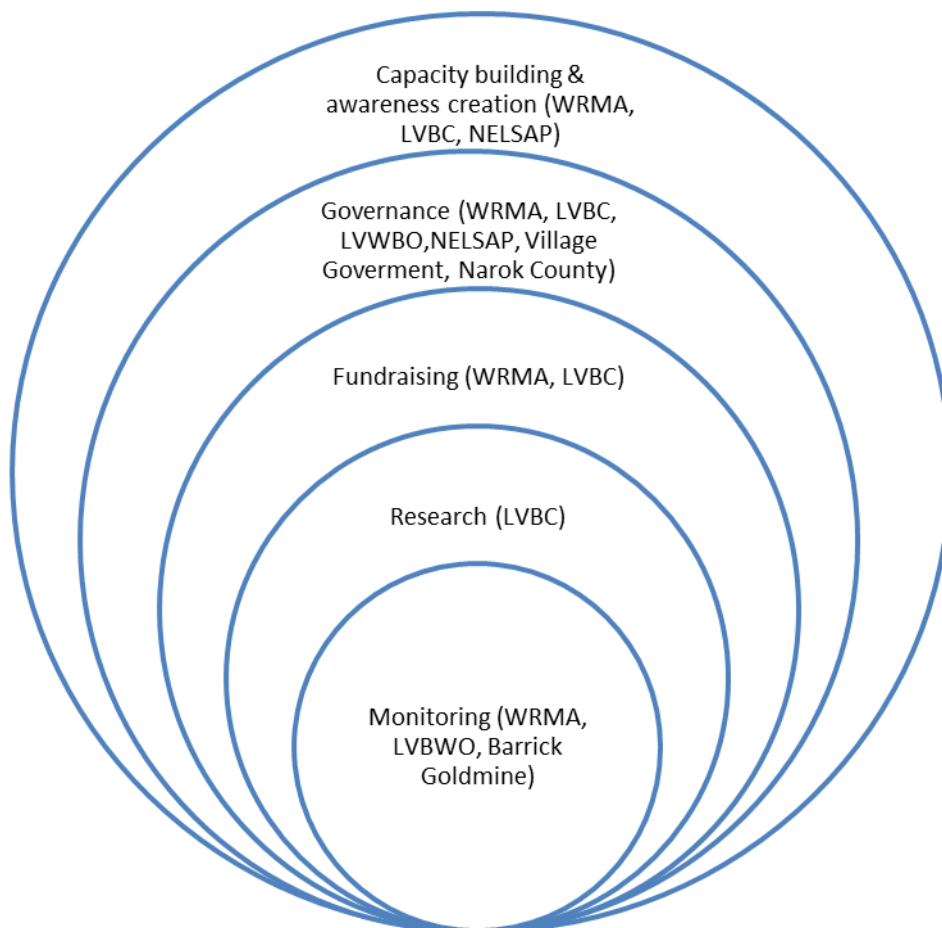 Capacity building &
awareness creation (WRMA,
LVBC, NELSAP)
Governance (WRMA, LVBC,
LVWBO,NELSAP, Village
Goverment, Narok County)
Fundraising (WRMA, LVBC)
Research (LVBC)
Monitoring (WRMA,
LVBWO, Barrick
Goldmine)